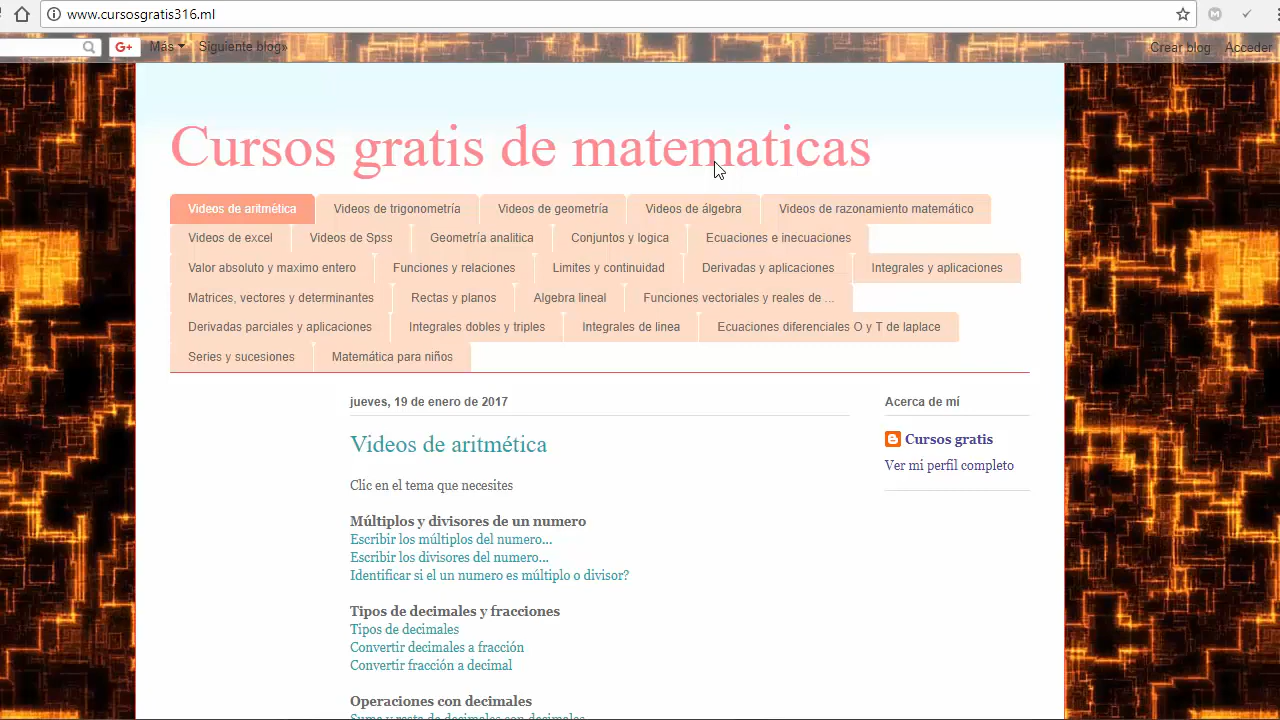 www.cursosgratis316.ml
G+ Más Siguiente blog» Crear blog Acceder
Cursos gratis de matematicas
Videos de aritmètica Videos de trigonometría Videos de geometría Videos de álgebra Videos de razonamiento matemático
Videos de excel Videos de Spss Geometría analitica Conjuntos y logica Ecuaciones e inecuaciones
Valor absoluto y maximo entero Funciones y relaciones Limites y continuidad Derivadas y aplicaciones Integrales y aplicaciones
Matrices, vectores y determinantes Rectas y planos Algebra lineal Funciones vectoriales y reales de ...
Derivadas parciales y aplicaciones Integrales dobles y triples Integrales de linea Ecuaciones diferenciales O y T de laplace
Series y sucesiones Matemática para niños
jueves, 19 de enero de 2017
Videos de aritmética
Clic en el tema que necesites
Múltiplos y divisores de un numero
Escribir los múltiplos del numero...
Escribir los divisores del numero...
Identificar si el un numero es múltiplo o divisor?
Tipos de decimales y fracciones
Tipos de decimales
Convertir decimales a fracción
Convertir fracción a decimal
Operaciones con decimales
Suma y resta de decimales con decimales
Acerca de mí
Cursos gratis
Ver mi perfil completo